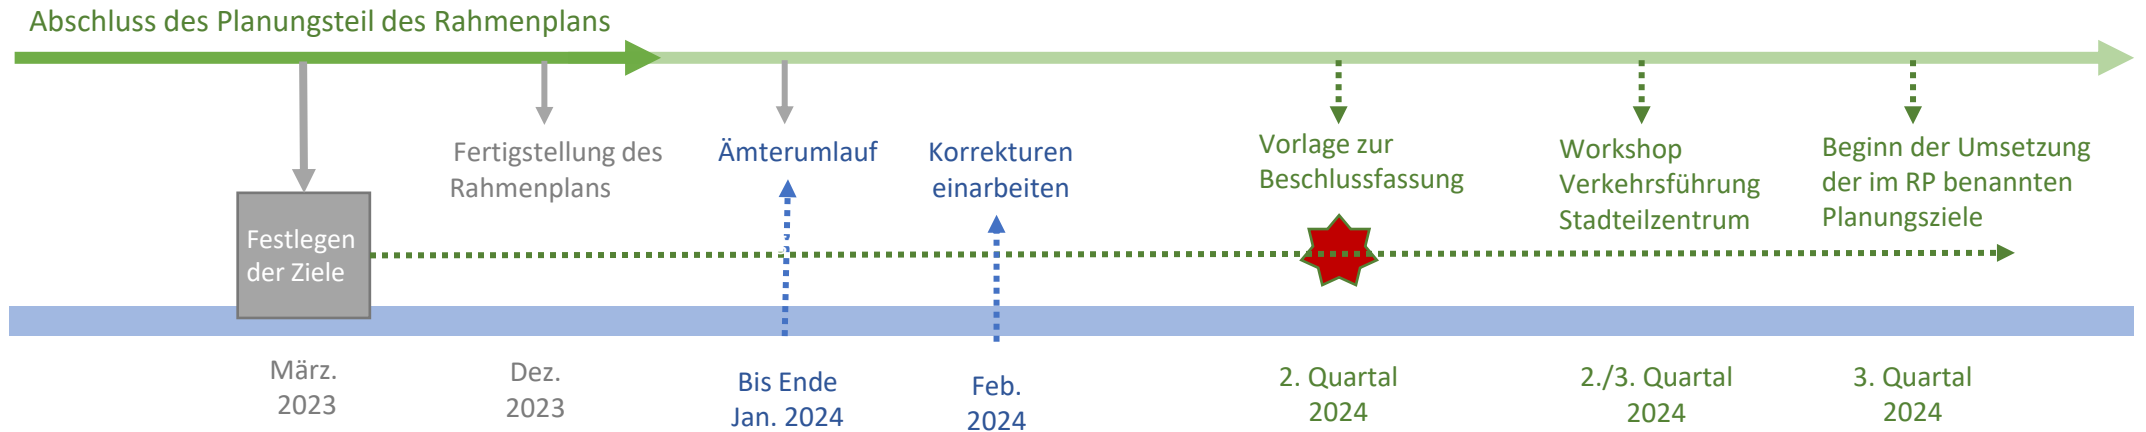 Abschluss des Planungsteil des Rahmenplans
Festlegen
der Ziele
Fertigstellung des
Rahmenplans
Ämterumlauf
Korrekturen
einarbeiten
Vorlage zur
Beschlussfassung
Workshop
Verkehrsführung
Stadteilzentrum
Beginn der Umsetzung
der im RP benannten
Planungsziele
März.
2023
Dez.
2023
Bis Ende
Jan. 2024
Feb.
2024
2. Quartal
2024
2./3. Quartal
2024
3. Quartal
2024